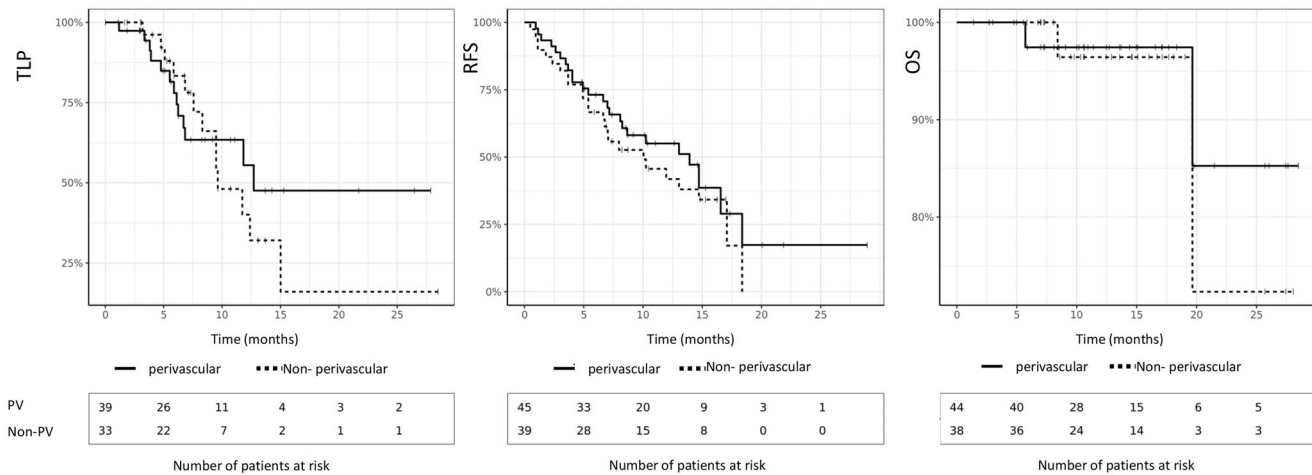 TLP
100%
75%
50%
25%
0 5 10 15 20 25
Time (months)
perivascular Non- perivascular
RFS
100%
75%
50%
25%
0%
0 5 10 15 20 25
Time (months)
perivascular Non- perivascular
OS
100%
90%
80%
0 5 10 15 20 25
Time (months)
perivascular Non- perivascular
PV 39 26 11 4 3 2
Non-PV 33 22 7 2 1 1
Number of patients at risk
45 33 20 9 3 1
39 28 15 8 0 0
Number of patients at risk
44 40 28 15 6 5
38 36 24 14 3 3
Number of patients at risk